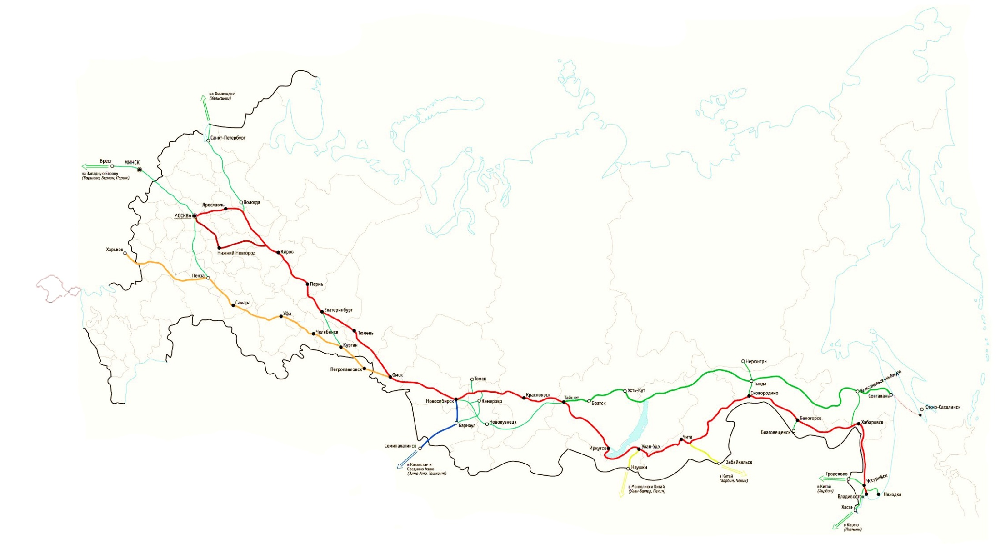 на Финляндию
(Хельсинки)
Санкт-Петербург
Брест
МИНСК
на Западную Европу
(Варшава, Берлин, Париж)
Вологда
Ярославль
МОСКВА
Нижний Новгород
Харьков
Киров
Пенза
Пермь
Самара
Екатеринбург
Уфа
Челябинск
Тюмень
Курган
Петропавловск
Омск
Томск
Новосибирск
Кемерово
Красноярск
Тайшет
Братск
Усть-Кут
Нерюнгри
Тында
Сковородино
Комсомольск-на-Амуре
Совгавань
Южно-Сахалинск
Барнаул
Новокузнецк
Белогорск
Благовещенск
Хабаровск
Семипалатинск
Иркутск
Улан-Удэ
Чита
в Казахстан и
Среднюю Азию
(Алма-Ата, Ташкент)
Наушки
Забайкальск
в Китай
(Харбин, Пекин)
в Монголию и Китай
(Улан-Батор, Пекин)
Гродеково
Уссурийск
в Китай
(Харбин)
Владивосток
Находка
Хасан
в Корею
(Пхеньян)